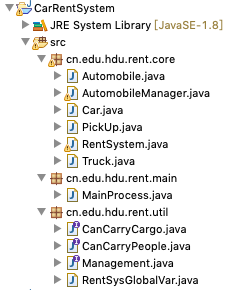 CarRentSystem
JRE System Library [JavaSE-1.8]
src
cn.edu.hdu.rent.core
Automobile.java
AutomobileManager.java
Car.java
PickUp.java
RentSystem.java
Truck.java
cn.edu.hdu.rent.main
MainProcess.java
cn.edu.hdu.rent.util
CanCarryCargo.java
CanCarryPeople.java
Management.java
RentSysGlobalVar.java